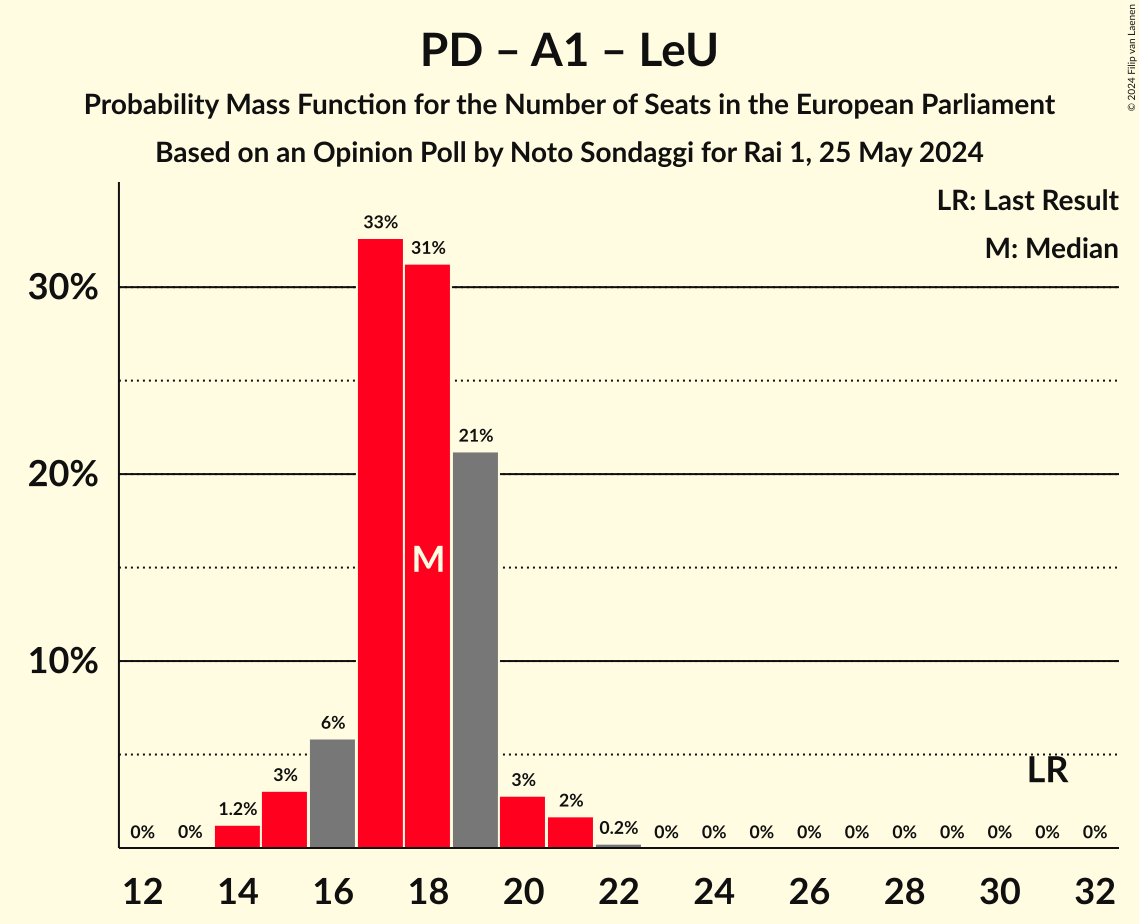 PD – A1 – LeU
Probability Mass Function for the Number of Seats in the European Parliament
Based on an Opinion Poll by Noto Sondaggi for Rai 1, 25 May 2024
© 2024 Filip van Laenen
LR: Last Result
M: Median
30%
20%
10%
0%
0%
1.2%
3%
6%
33%
31%
21%
3%
2%
0.2%
0%
0%
0%
0%
0%
0%
0%
0%
0%
0%
M
LR
12 14 16 18 20 22 24 26 28 30 32